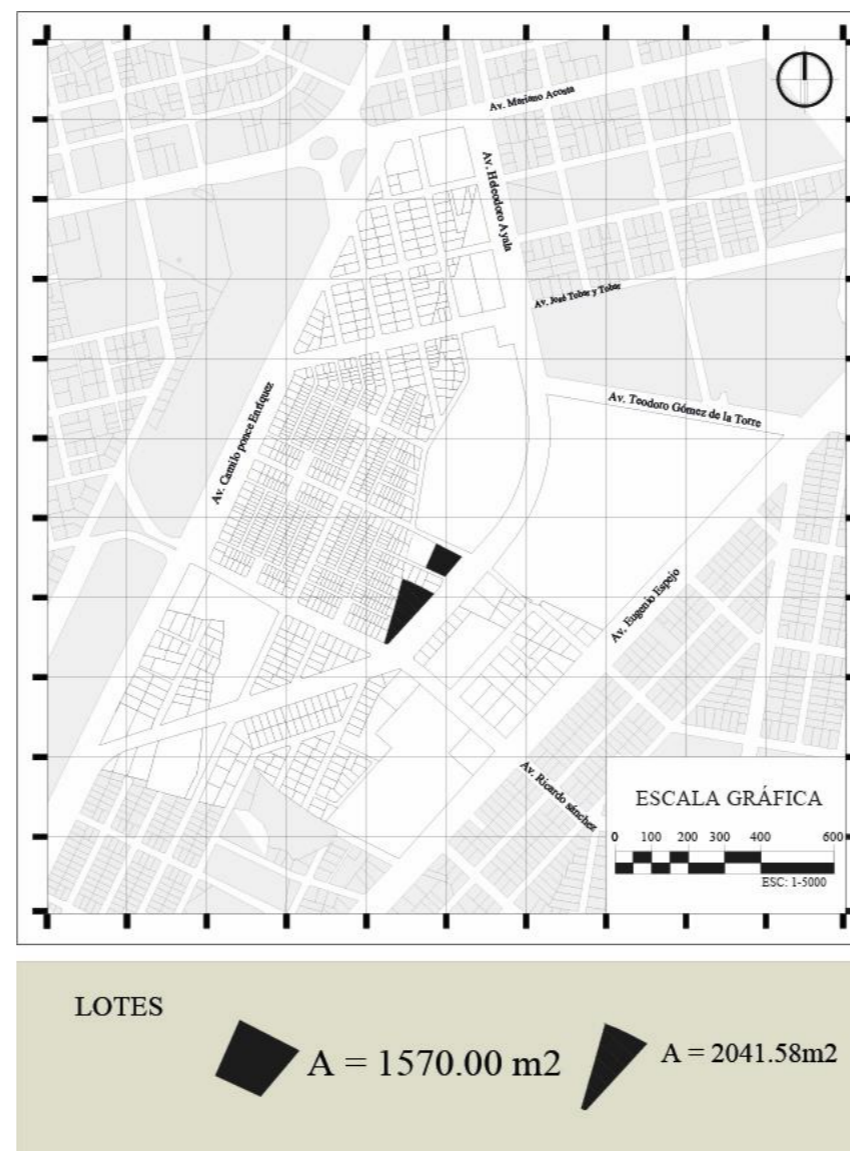 Av. Mariano Acosta
Av. Heleodoro Ayala
Av. José Tobar y Tobar
Av. Teodoro Gómez de la Torre
Av. Camilo ponce Enríquez
Av. Eugenio Espejo
Av. Ricardo sánchez
ESCALA GRÁFICA
0 100 200 300 400 600
ESC: 1-5000
LOTES
A = 1570.00 m2
A = 2041.58m2